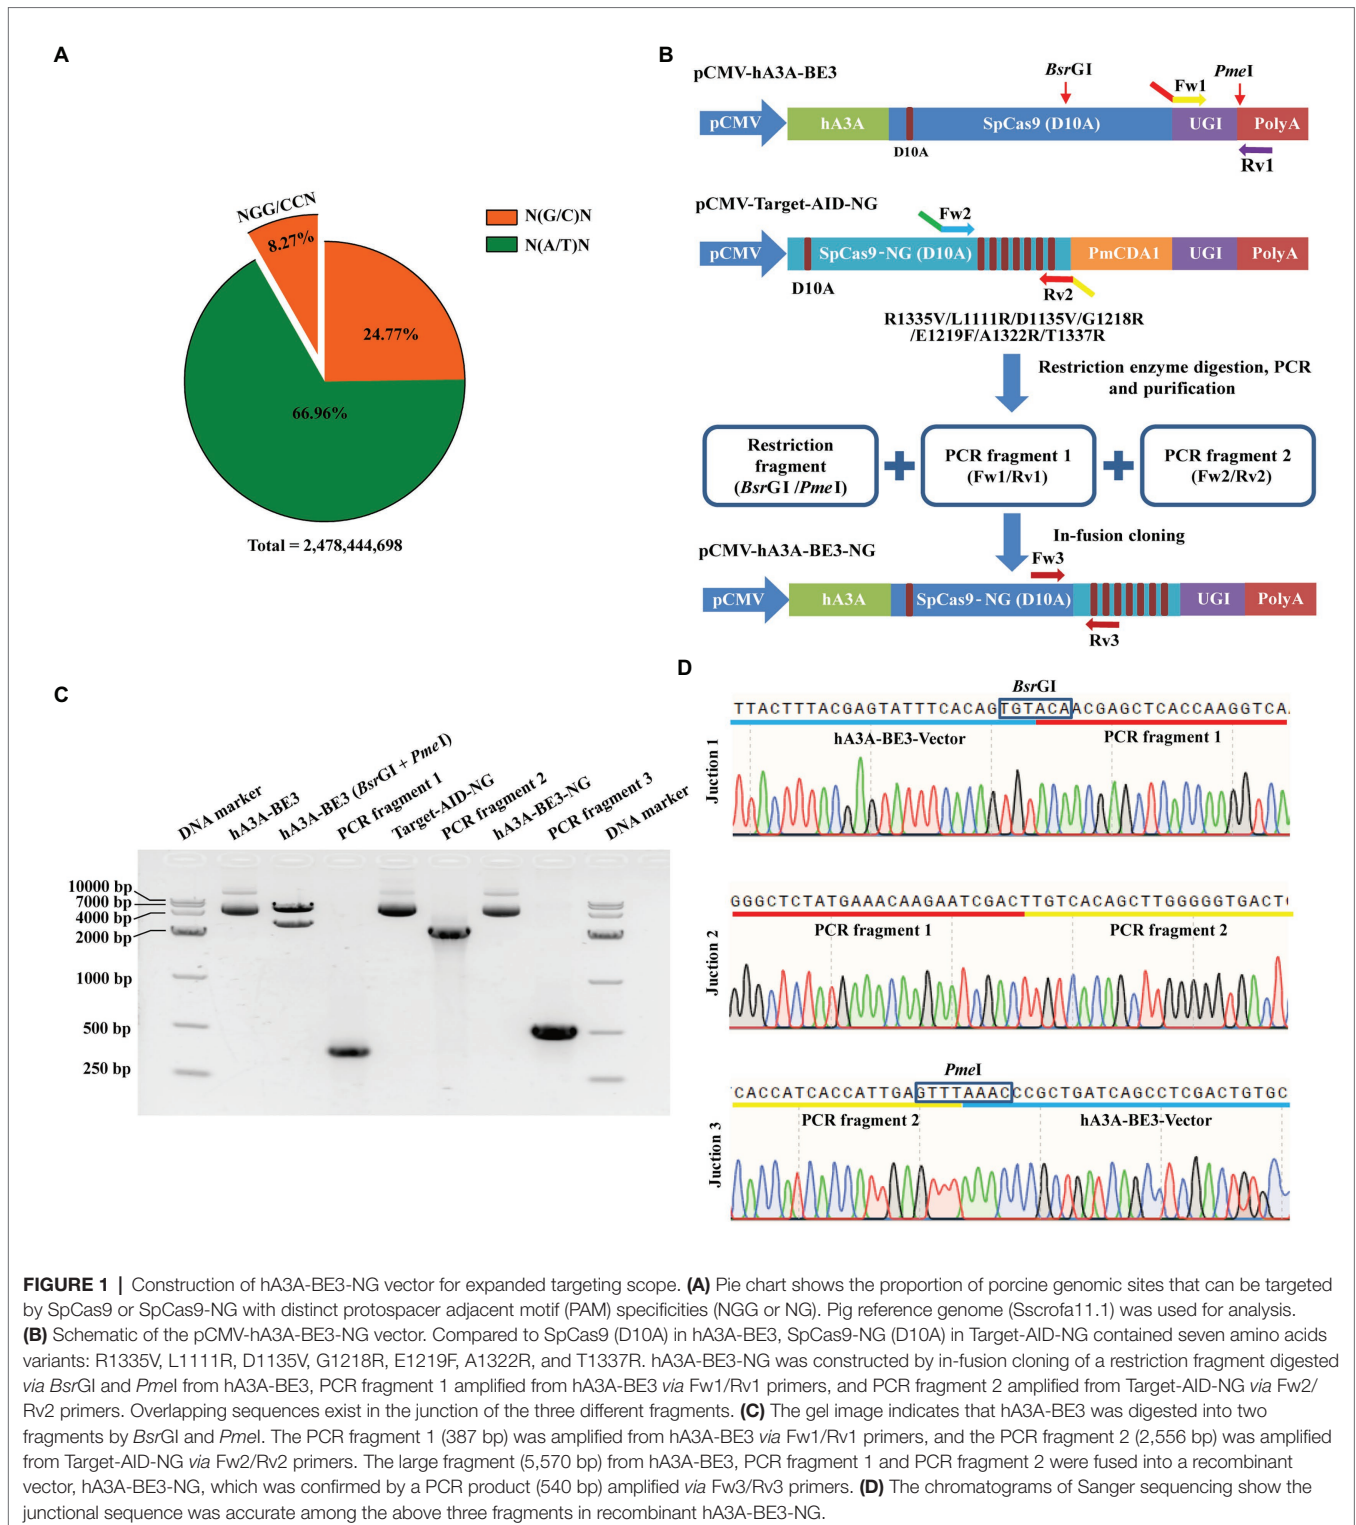 A
NGG/CCN
8.27%
24.77%
66.96%
N(G/C)N
N(A/T)N
Total = 2,478,444,698
B
pCMV-hA3A-BE3
BsrGI
PmeI
Fw1
pCMV
hA3A
SpCas9 (D10A)
UGI
PolyA
D10A
Rv1
pCMV-Target-AID-NG
Fw2
pCMV
SpCas9-NG (D10A)
PmCDA1
UGI
PolyA
D10A
Rv2
R1335V/L1111R/D1135V/G1218R
/E1219F/A1322R/T1337R
Restriction enzyme digestion, PCR
and purification
Restriction
fragment
(BsrGI /PmeI)
PCR fragment 1
(Fw1/Rv1)
PCR fragment 2
(Fw2/Rv2)
In-fusion cloning
pCMV-hA3A-BE3-NG
Fw3
pCMV
hA3A
SpCas9- NG (D10A)
UGI
PolyA
Rv3
C
DNA marker
hA3A-BE3
hA3A-BE3 (BsrGI + PmeI)
PCR fragment 1
Target-AID-NG
PCR fragment 2
hA3A-BE3-NG
PCR fragment 3
DNA marker
10000 bp
7000 bp
4000 bp
2000 bp
1000 bp
500 bp
250 bp
D
BsrGI
TTACTTTACGAGTATTTCACAGTGTACAACGAGCTCACCAAGGTCA
hA3A-BE3-Vector
PCR fragment 1
Juction 1
GGGCTCTATGAAACAAGAATCGACTTGTCACAGCTTGGGGGTGACT
PCR fragment 1
PCR fragment 2
Juction 2
PmeI
CACCATCACCATTGAGTTTAAACCCGCTGATCAGCCTCGACTGTGC
PCR fragment 2
hA3A-BE3-Vector
Juction 3
FIGURE 1 | Construction of hA3A-BE3-NG vector for expanded targeting scope. (A) Pie chart shows the proportion of porcine genomic sites that can be targeted
by SpCas9 or SpCas9-NG with distinct protospacer adjacent motif (PAM) specificities (NGG or NG). Pig reference genome (Sscrofa11.1) was used for analysis.
(B) Schematic of the pCMV-hA3A-BE3-NG vector. Compared to SpCas9 (D10A) in hA3A-BE3, SpCas9-NG (D10A) in Target-AID-NG contained seven amino acids
variants: R1335V, L1111R, D1135V, G1218R, E1219F, A1322R, and T1337R. hA3A-BE3-NG was constructed by in-fusion cloning of a restriction fragment digested
via BsrGI and PmeI from hA3A-BE3, PCR fragment 1 amplified from hA3A-BE3 via Fw1/Rv1 primers, and PCR fragment 2 amplified from Target-AID-NG via Fw2/
Rv2 primers. Overlapping sequences exist in the junction of the three different fragments. (C) The gel image indicates that hA3A-BE3 was digested into two
fragments by BsrGI and PmeI. The PCR fragment 1 (387 bp) was amplified from hA3A-BE3 via Fw1/Rv1 primers, and the PCR fragment 2 (2,556 bp) was amplified
from Target-AID-NG via Fw2/Rv2 primers. The large fragment (5,570 bp) from hA3A-BE3, PCR fragment 1 and PCR fragment 2 were fused into a recombinant
vector, hA3A-BE3-NG, which was confirmed by a PCR product (540 bp) amplified via Fw3/Rv3 primers. (D) The chromatograms of Sanger sequencing show the
junctional sequence was accurate among the above three fragments in recombinant hA3A-BE3-NG.